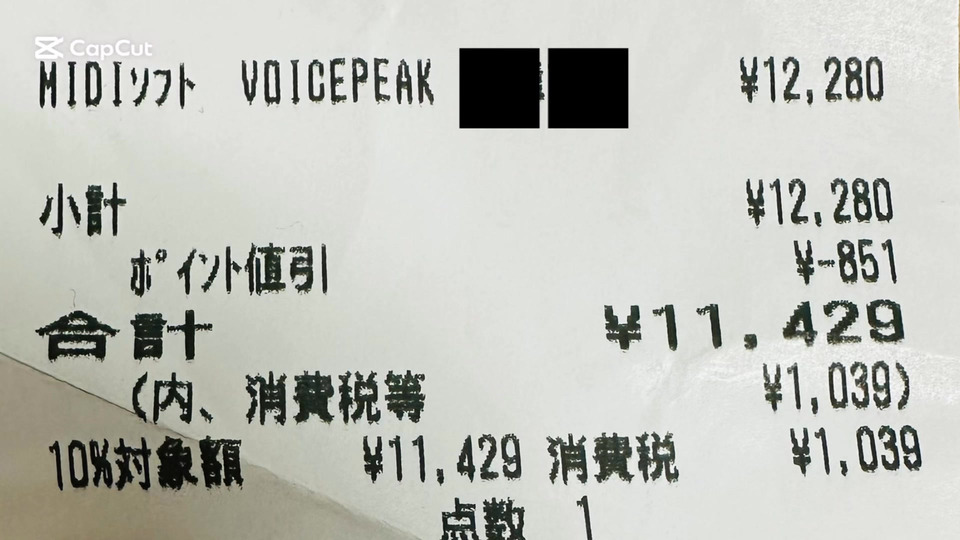 CapCut
MIDIソフト VOICEPEAK ¥12,280
小計 ¥12,280
ポイント値引 ¥-851
合計 ¥11,429
(内、消費税等 ¥1,039)
10%対象額 ¥11,429 消費税 ¥1,039
点数 1